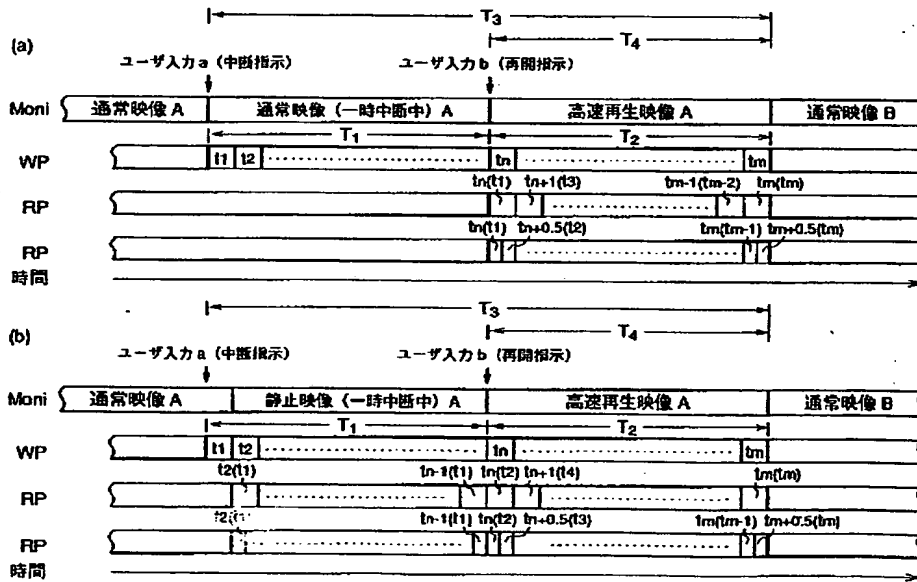 T3
T4
(a)
ユーザ入力 a（中断指示） ユーザ入力 b（再開指示）
Moni 通常映像 A 通常映像（一時中断中）A 高速再生映像 A 通常映像 B
T1 T2
WP t1 t2 tn tm
tn(t1) tn+1(t3) tm-1(tm-2) tm(tm)
RP
tn(t1) tn+0.5(t2) tm(tm-1) tm+0.5(tm)
RP
時間
T3
T4
(b)
ユーザ入力 a（中断指示） ユーザ入力 b（再開指示）
Moni 通常映像 A 静止映像（一時中断中）A 高速再生映像 A 通常映像 B
T1 T2
WP t1 t2 tn tm
t2(t1) tn-1(t1) tn(t2) tn+1(t4) tm(tm)
RP
tn-1(t1) tn(t2) tn+0.5(t3) tm(tm-1) tm+0.5(tm)
RP
時間